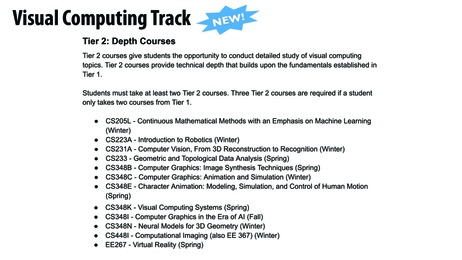 Visual Computing Track
NEW!
Tier 2: Depth Courses
Tier 2 courses give students the opportunity to conduct detailed study of visual computing
topics. Tier 2 courses provide technical depth that builds upon the fundamentals established in
Tier 1.
Students must take at least two Tier 2 courses. Three Tier 2 courses are required if a student
only takes two courses from Tier 1.
● CS205L - Continuous Mathematical Methods with an Emphasis on Machine Learning
(Winter)
● CS223A - Introduction to Robotics (Winter)
● CS231A - Computer Vision, From 3D Reconstruction to Recognition (Winter)
● CS233 - Geometric and Topological Data Analysis (Spring)
● CS348B - Computer Graphics: Image Synthesis Techniques (Spring)
● CS348C - Computer Graphics: Animation and Simulation (Winter)
● CS348E - Character Animation: Modeling, Simulation, and Control of Human Motion
(Spring)
● CS348K - Visual Computing Systems (Spring)
● CS348I - Computer Graphics in the Era of AI (Fall)
● CS348N - Neural Models for 3D Geometry (Winter)
● CS448I - Computational Imaging (also EE 367) (Winter)
● EE267 - Virtual Reality (Spring)